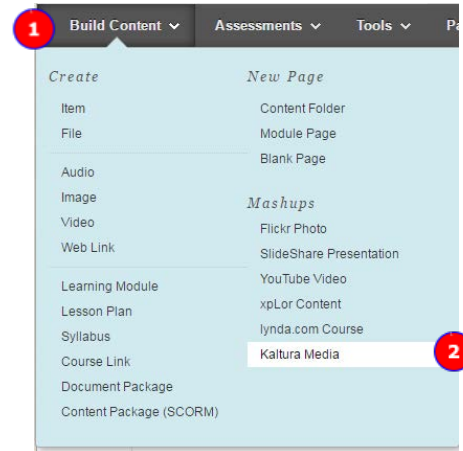 1 Build Content Assessments Tools Pa
Create
Item
File
Audio
Image
Video
Web Link
Learning Module
Lesson Plan
Syllabus
Course Link
Document Package
Content Package (SCORM)
New Page
Content Folder
Module Page
Blank Page
Mashups
Flickr Photo
SlideShare Presentation
YouTube Video
xpLor Content
lynda.com Course
Kaltura Media 2